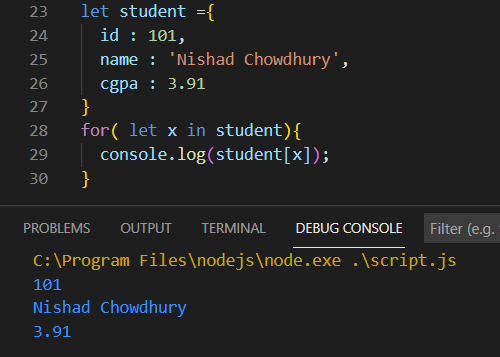 23 let student ={
24 id : 101,
25 name : 'Nishad Chowdhury',
26 cgpa : 3.91
27 }
28 for( let x in student){
29 console.log(student[x]);
30 }
PROBLEMS OUTPUT TERMINAL DEBUG CONSOLE Filter (e.g.
C:\Program Files\nodejs\node.exe .\script.js
101
Nishad Chowdhury
3.91